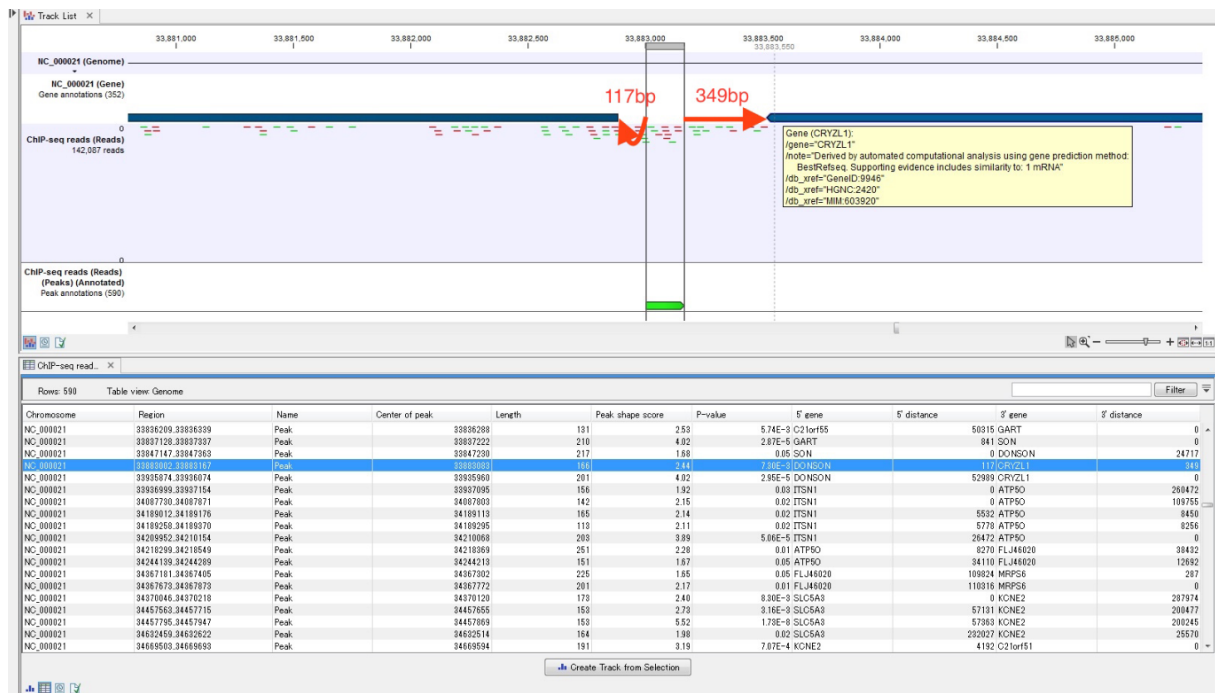 Track List
33,881,000 33,881,500 33,882,000 33,882,500 33,883,000 33,883,500 33,884,000 33,884,500 33,885,000
33,883,550
NC_000021 (Genome)
NC_000021 (Gene)
Gene annotations (352)
117bp 349bp
0
ChIP-seq reads (Reads)
142,087 reads
Gene (CRYZL1):
/gene="CRYZL1"
/note="Derived by automated computational analysis using gene prediction method:
BestRefseq. Supporting evidence includes similarity to: 1 mRNA"
/db_xref="GeneID:9946"
/db_xref="HGNC:2420"
/db_xref="MIM:603920"
0
ChIP-seq reads (Reads)
(Peaks) (Annotated)
Peak annotations (590)
ChIP-seq read...
Rows: 590 Table view: Genome Filter
Chromosome Region Name Center of peak Length Peak shape score P-value 5' gene 5' distance 3' gene 3' distance
NC_000021 33836209..33836339 Peak 33836288 131 2.53 5.74E-3 C21orf55 50315 GART 0
NC_000021 33837128..33837337 Peak 33837222 210 4.02 2.87E-5 GART 841 SON 0
NC_000021 33847147..33847363 Peak 33847230 217 1.68 0.05 SON 0 DONSON 24717
NC_000021 33883002..33883167 Peak 33883083 166 2.44 7.30E-3 DONSON 117 CRYZL1 349
NC_000021 33935874..33936074 Peak 33935960 201 4.02 2.95E-5 DONSON 52989 CRYZL1 0
NC_000021 33936999..33937154 Peak 33937095 156 1.92 0.03 ITSN1 0 ATP5O 260472
NC_000021 34087730..34087871 Peak 34087803 142 2.15 0.02 ITSN1 0 ATP5O 109755
NC_000021 34189012..34189176 Peak 34189113 165 2.14 0.02 ITSN1 5532 ATP5O 8450
NC_000021 34189258..34189370 Peak 34189295 113 2.11 0.02 ITSN1 5778 ATP5O 8256
NC_000021 34209952..34210154 Peak 34210068 203 3.89 5.06E-5 ITSN1 26472 ATP5O 0
NC_000021 34218299..34218549 Peak 34218369 251 2.28 0.01 ATP5O 8270 FLJ46020 38432
NC_000021 34244139..34244289 Peak 34244213 151 1.67 0.05 ATP5O 34110 FLJ46020 12692
NC_000021 34367181..34367405 Peak 34367302 225 1.65 0.05 FLJ46020 109824 MRPS6 287
NC_000021 34367673..34367873 Peak 34367772 201 2.17 0.01 FLJ46020 110316 MRPS6 0
NC_000021 34370046..34370218 Peak 34370120 173 2.40 8.30E-3 SLC5A3 0 KCNE2 287974
NC_000021 34457563..34457715 Peak 34457655 153 2.73 3.16E-3 SLC5A3 57131 KCNE2 200477
NC_000021 34457795..34457947 Peak 34457869 153 5.52 1.73E-8 SLC5A3 57363 KCNE2 200245
NC_000021 34632459..34632622 Peak 34632514 164 1.98 0.02 SLC5A3 232027 KCNE2 25570
NC_000021 34669503..34669693 Peak 34669594 191 3.19 7.07E-4 KCNE2 4192 C21orf51 0
Create Track from Selection